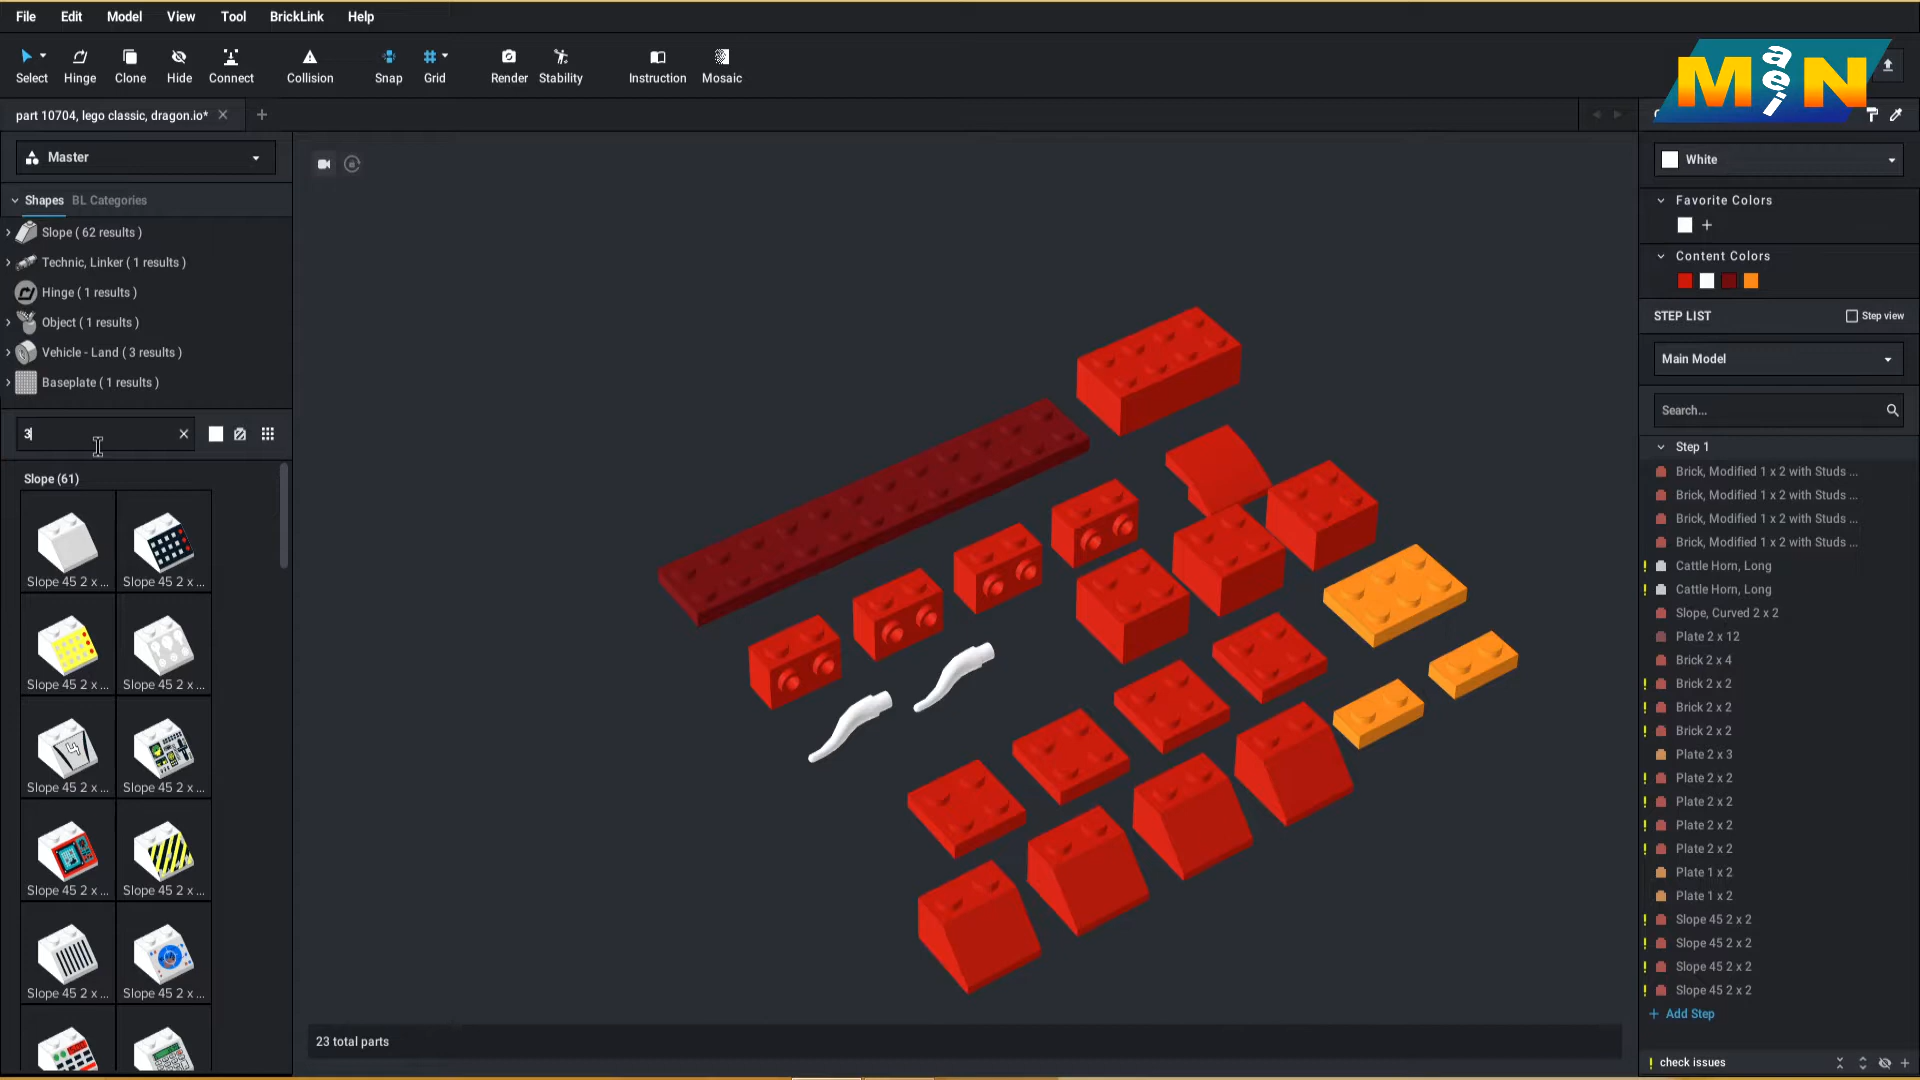 File Edit Model View Tool BrickLink Help
Select Hinge Clone Hide Connect Collision Snap Grid Render Stability Instruction Mosaic
MaeiN
part 10704, lego classic, dragon.io*
Master
Shapes BL Categories
Slope ( 62 results )
Technic, Linker ( 1 results )
Hinge ( 1 results )
Object ( 1 results )
Vehicle - Land ( 3 results )
Baseplate ( 1 results )
3
Slope (61)
Slope 45 2 x ... Slope 45 2 x ...
Slope 45 2 x ... Slope 45 2 x ...
4
Slope 45 2 x ... Slope 45 2 x ...
Slope 45 2 x ... Slope 45 2 x ...
Slope 45 2 x ... Slope 45 2 x ...
23 total parts
White
Favorite Colors
Content Colors
STEP LIST Step view
Main Model
Search...
Step 1
Brick, Modified 1 x 2 with Studs ...
Brick, Modified 1 x 2 with Studs ...
Brick, Modified 1 x 2 with Studs ...
Brick, Modified 1 x 2 with Studs ...
! Cattle Horn, Long
! Cattle Horn, Long
Slope, Curved 2 x 2
Plate 2 x 12
Brick 2 x 4
! Brick 2 x 2
! Brick 2 x 2
! Brick 2 x 2
Plate 2 x 3
! Plate 2 x 2
! Plate 2 x 2
! Plate 2 x 2
! Plate 2 x 2
Plate 1 x 2
Plate 1 x 2
! Slope 45 2 x 2
! Slope 45 2 x 2
! Slope 45 2 x 2
! Slope 45 2 x 2
+ Add Step
! check issues